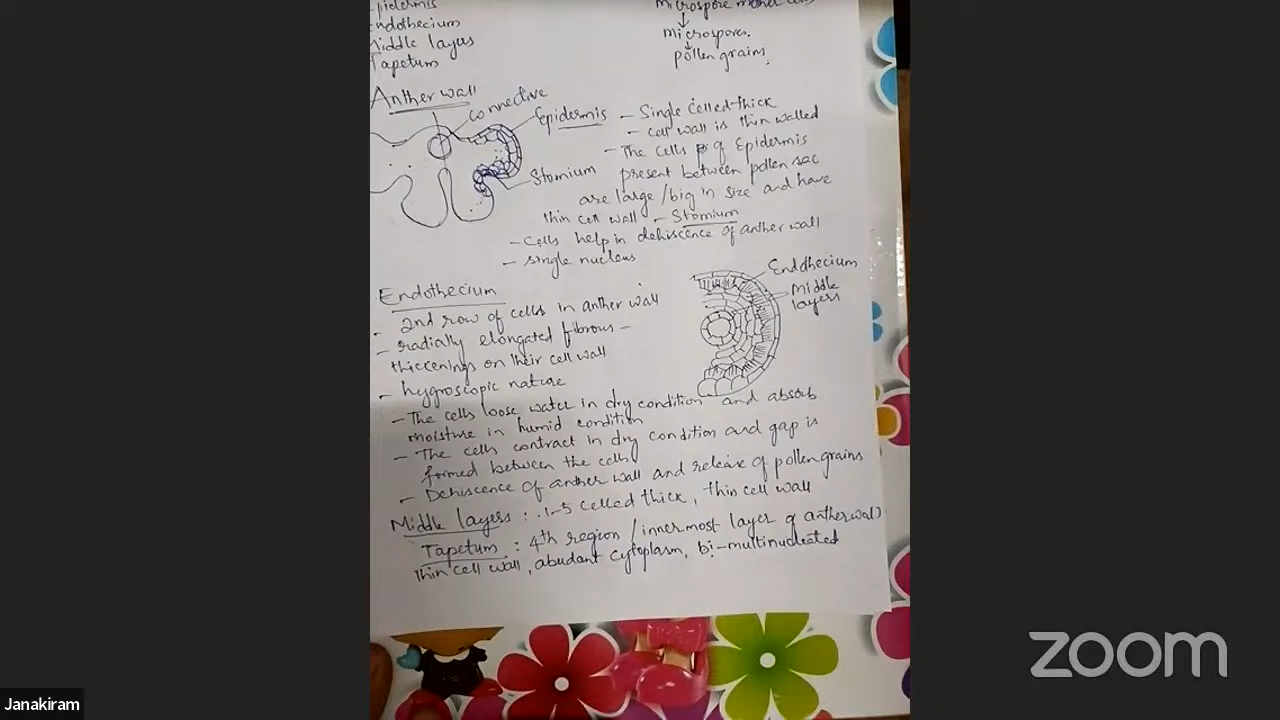 Epidermis
Endothecium
Middle layers
Tapetum
Microspore mother cells
microspores.
pollen grains,
Anther wall
connective
Epidermis
Stomium
- Single celled thick
- cell wall is thin walled
- The cells of Epidermis
present between pollen sac
are large / big in size and have
thin cell wall - Stomium
- Cells help in dehiscence of anther wall
- single nucleus
Endothecium
Middle
layers
Endothecium
- 2nd row of cells in anther wall
- radially elongated fibrous -
thickenings on their cell wall
- hygroscopic nature
- The cells loose water in dry condition and absorb
moisture in humid condition
- The cells contract in dry condition and gap is
formed between the cells
- Dehiscence of anther wall and release of pollen grains
Middle layers : . 1-5 celled thick, thin cell wall
Tapetum : 4th region / inner most layer of anther wall
thin cell wall, abudant cytoplasm, bi-multinucleated
Janakiram
zoom